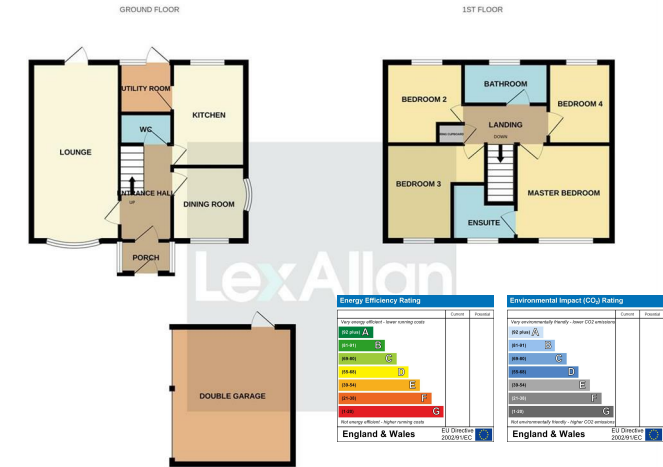 GROUND FLOOR
1ST FLOOR
UTILITY ROOM
KITCHEN
WC
LOUNGE
ENTRANCE HALL
UP
DINING ROOM
PORCH
BATHROOM
BEDROOM 2
BEDROOM 4
LANDING
DOWN
BEDROOM 3
MASTER BEDROOM
ENSUITE
LexAllan
DOUBLE GARAGE
Energy Efficiency Rating
Current Potential
Very energy efficient - lower running costs
(92 plus) A
(81-91) B
(69-80) C
(55-68) D
(39-54) E
(21-38) F
(1-20) G
Not energy efficient - higher running costs
England & Wales
EU Directive
2002/91/EC
Environmental Impact (CO₂) Rating
Current Potential
Very environmentally friendly - lower CO2 emissions
(92 plus) A
(81-91) B
(69-80) C
(55-68) D
(39-54) E
(21-38) F
(1-20) G
Not environmentally friendly - higher CO2 emissions
England & Wales
EU Directive
2002/91/EC